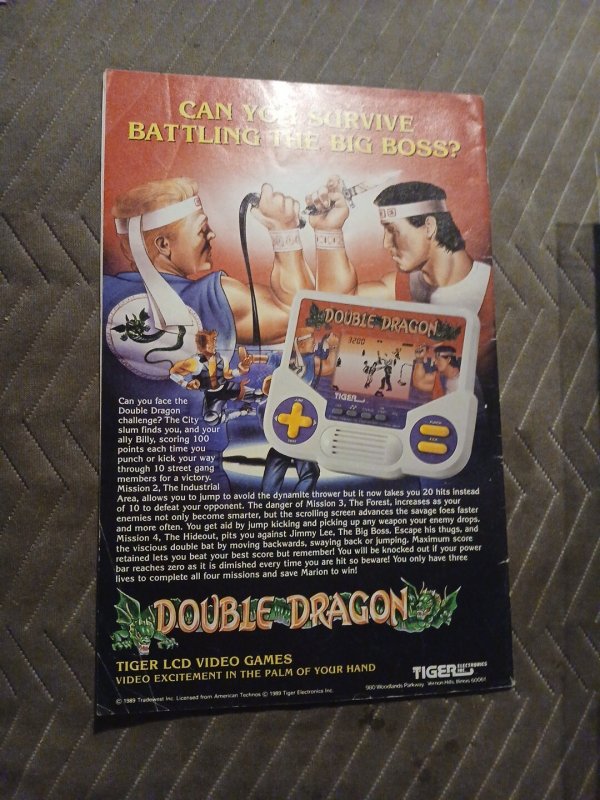 CAN YOU SURVIVE
BATTLING THE BIG BOSS?
DOUBLE DRAGON
3200
TIGER
Can you face the
Double Dragon
challenge? The City
slum finds you, and your
ally Billy, scoring 100
points each time you
punch or kick your way
through 10 street gang
members for a victory.
Mission 2, The Industrial
Area, allows you to jump to avoid the dynamite thrower but it now takes you 20 hits instead
of 10 to defeat your opponent. The danger of Mission 3, The Forest, increases as your
enemies not only become smarter, but the scrolling screen advances the savage foes faster
and more often. You get aid by jump kicking and picking up any weapon your enemy drops.
Mission 4, The Hideout, pits you against Jimmy Lee, The Big Boss. Escape his thugs, and
the viscious double bat by moving backwards, swaying back or jumping. Maximum score
retained lets you beat your best score but remember! You will be knocked out if your power
bar reaches zero as it is dimished every time you are hit so beware! You only have three
lives to complete all four missions and save Marion to win!
DOUBLE DRAGON
TIGER LCD VIDEO GAMES
VIDEO EXCITEMENT IN THE PALM OF YOUR HAND
TIGER ELECTRONICS INC.
980 Woodlands Parkway, Vernon Hills, Illinois 60061
© 1989 Tradewest Inc. Licensed from American Technos © 1989 Tiger Electronics Inc.